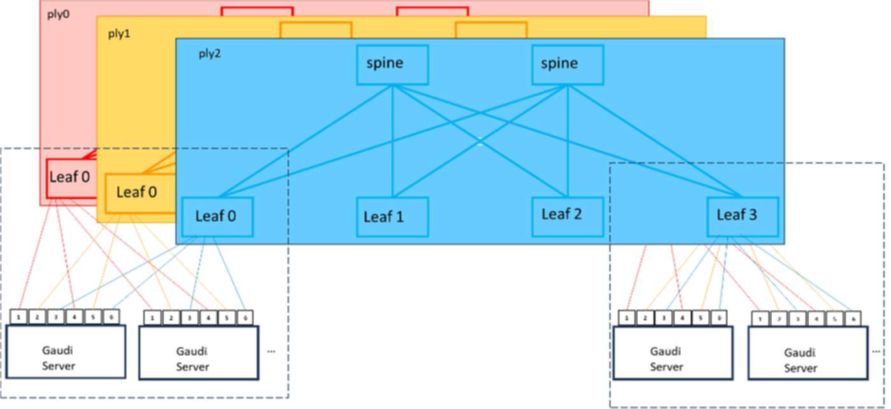 ply0
ply1
ply2
spine spine
Leaf 0
Leaf 0
Leaf 0 Leaf 1 Leaf 2 Leaf 3
1 2 3 4 5 6 1 2 3 4 5 6 1 2 3 4 5 6 1 2 3 4 5 6
Gaudi Gaudi Gaudi Gaudi
Server Server ... Server Server ...